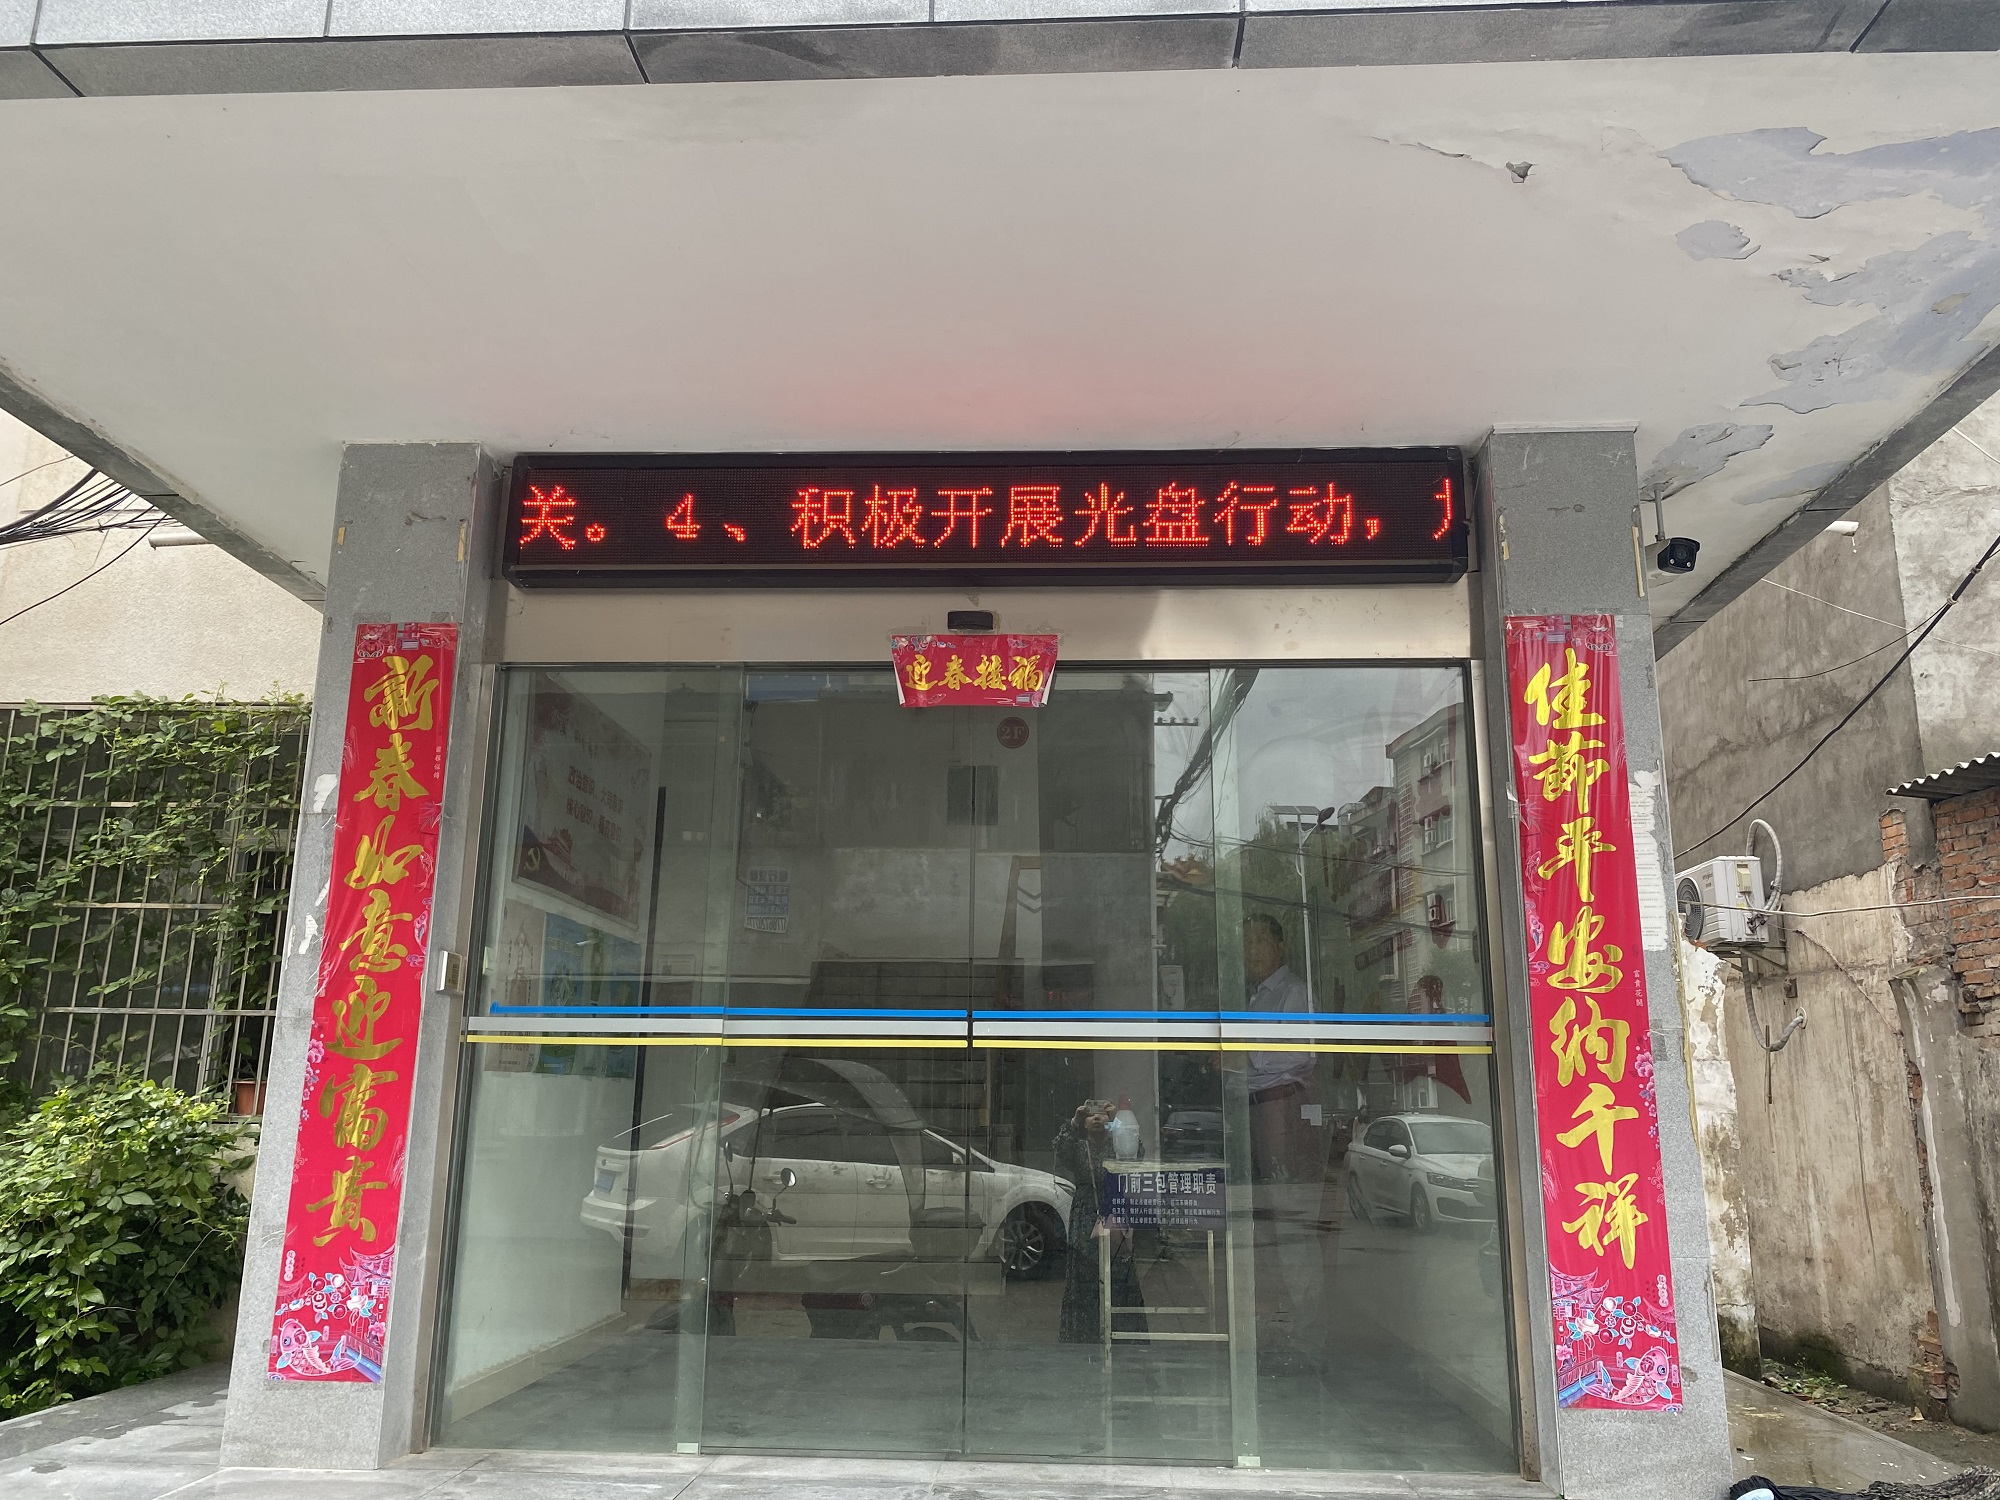 关。4、积极开展光盘行动，
迎春接福
新春如意迎富贵
佳节平安纳千祥
2F
门前三包管理职责